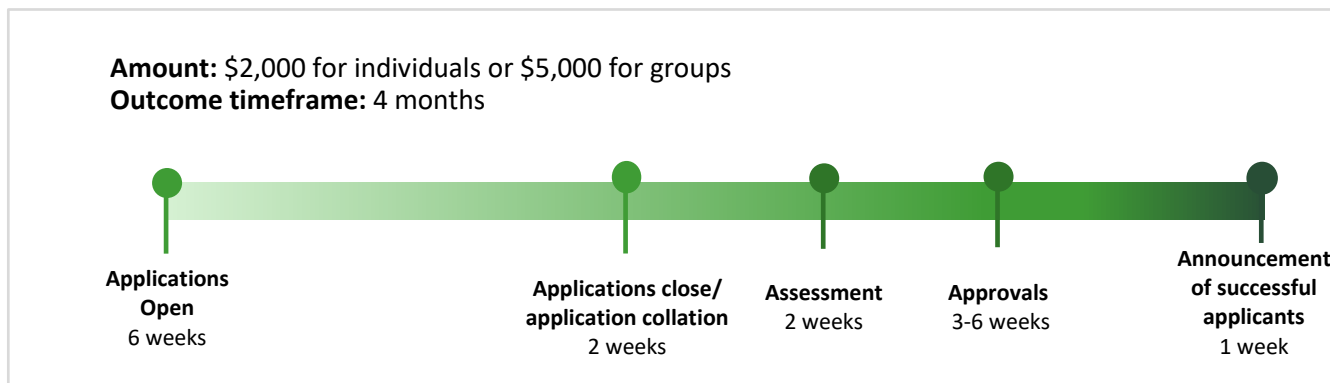 Amount: $2,000 for individuals or $5,000 for groups
Outcome timeframe: 4 months
Applications
Open
6 weeks
Applications close/
application collation
2 weeks
Assessment
2 weeks
Approvals
3-6 weeks
Announcement
of successful
applicants
1 week